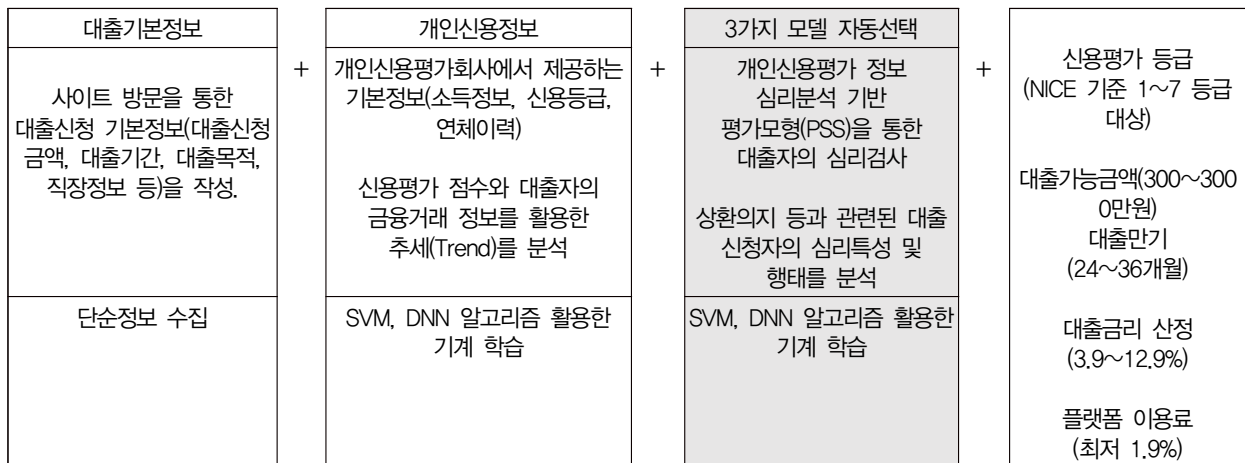 대출기본정보
사이트 방문을 통한
대출신청 기본정보(대출신청
금액, 대출기간, 대출목적,
직장정보 등)을 작성.
단순정보 수집
+
개인신용정보
개인신용평가회사에서 제공하는
기본정보(소득정보, 신용등급,
연체이력)
신용평가 점수와 대출자의
금융거래 정보를 활용한
추세(Trend)를 분석
SVM, DNN 알고리즘 활용한
기계 학습
+
3가지 모델 자동선택
개인신용평가 정보
심리분석 기반
평가모형(PSS)을 통한
대출자의 심리검사
상환의지 등과 관련된 대출
신청자의 심리특성 및
행태를 분석
SVM, DNN 알고리즘 활용한
기계 학습
+
신용평가 등급
(NICE 기준 1~7 등급
대상)
대출가능금액(300~300
0만원)
대출만기
(24~36개월)
대출금리 산정
(3.9~12.9%)
플랫폼 이용료
(최저 1.9%)